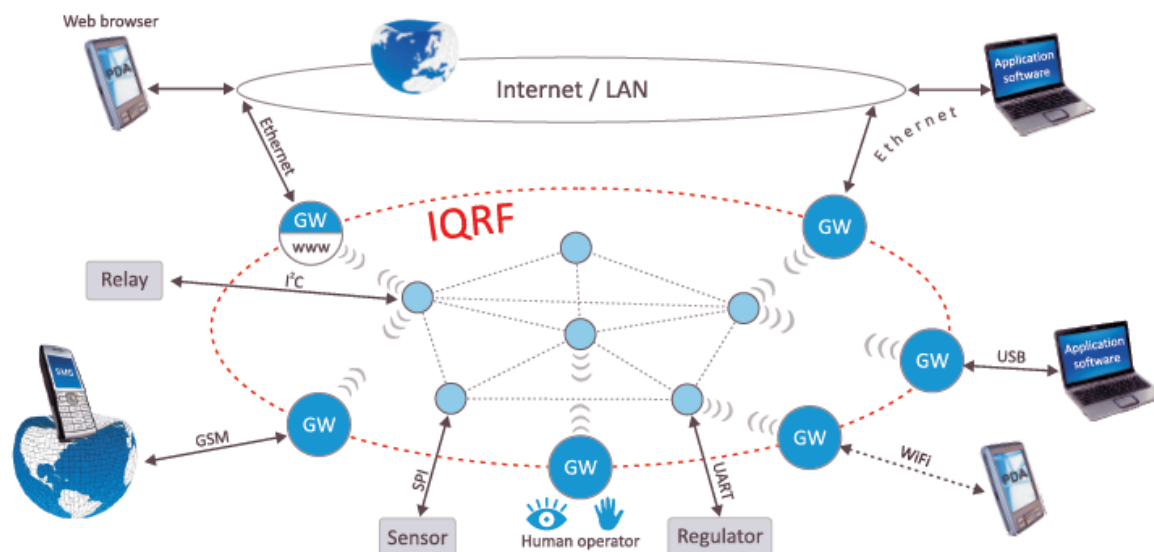 Web browser
PDA
Internet / LAN
Application
software
Ethernet
Ethernet
GW
www
IQRF
GW
Relay
I²C
SMS
GSM
GW
GW
USB
Application
software
GW
WiFi
PDA
SPI
GW
UART
Sensor
Human operator
Regulator